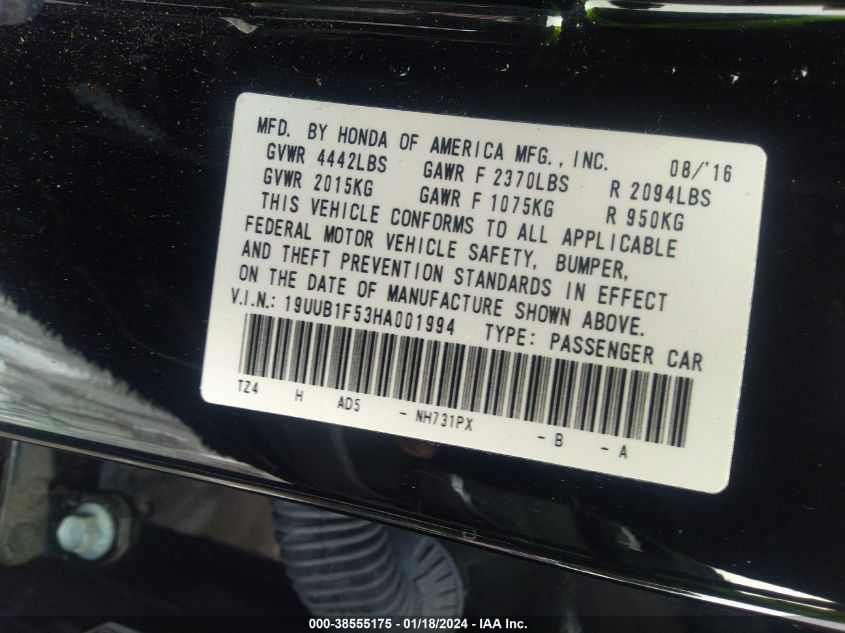 MFD. BY HONDA OF AMERICA MFG., INC. 08/'16
GVWR 4442LBS GAWR F 2370LBS R 2094LBS
GVWR 2015KG GAWR F 1075KG R 950KG
THIS VEHICLE CONFORMS TO ALL APPLICABLE
FEDERAL MOTOR VEHICLE SAFETY, BUMPER,
AND THEFT PREVENTION STANDARDS IN EFFECT
ON THE DATE OF MANUFACTURE SHOWN ABOVE.
V.I.N.: 19UUB1F53HA001994 TYPE: PASSENGER CAR
TZ4 H AD5 - NH731PX - B - A
000-38555175 - 01/18/2024 - IAA Inc.